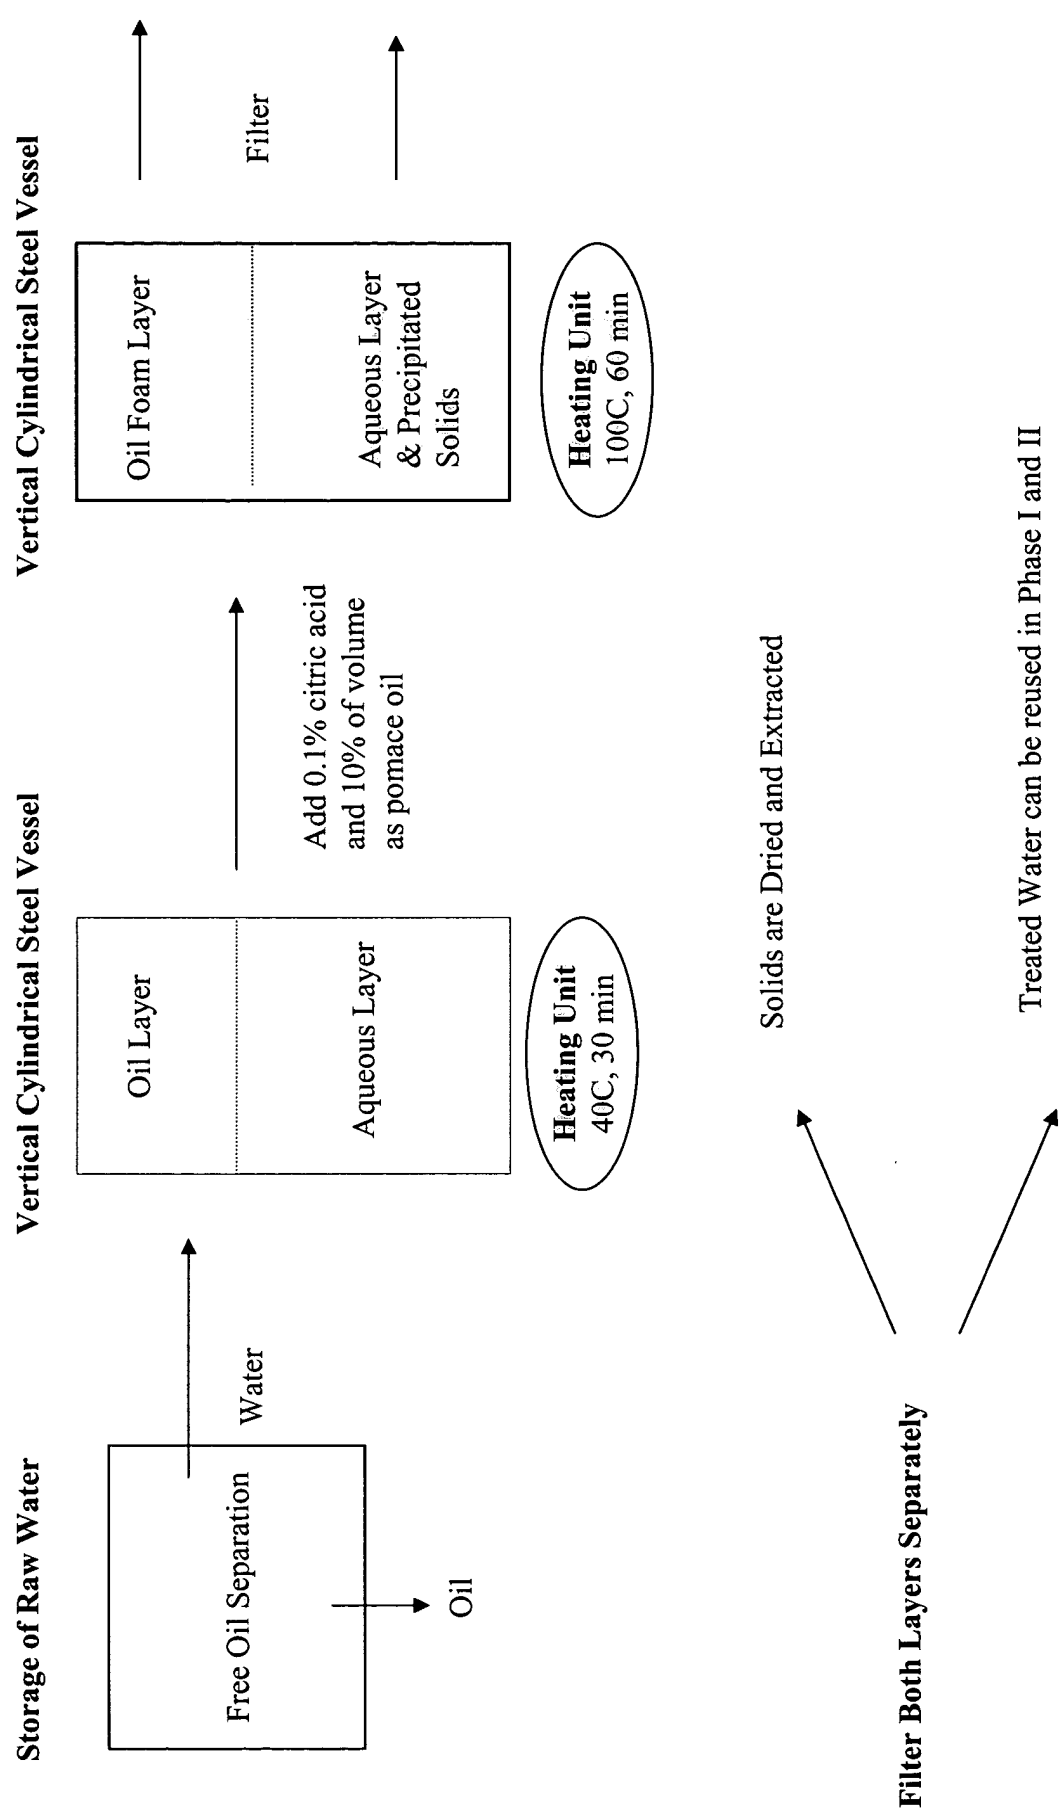 Storage of Raw Water
Free Oil Separation
Water
Oil
Vertical Cylindrical Steel Vessel
Oil Layer
Aqueous Layer
Heating Unit
40C, 30 min
Add 0.1% citric acid
and 10% of volume
as pomace oil
Vertical Cylindrical Steel Vessel
Oil Foam Layer
Aqueous Layer
& Precipitated
Solids
Heating Unit
100C, 60 min
Filter
Filter Both Layers Separately
Solids are Dried and Extracted
Treated Water can be reused in Phase I and II